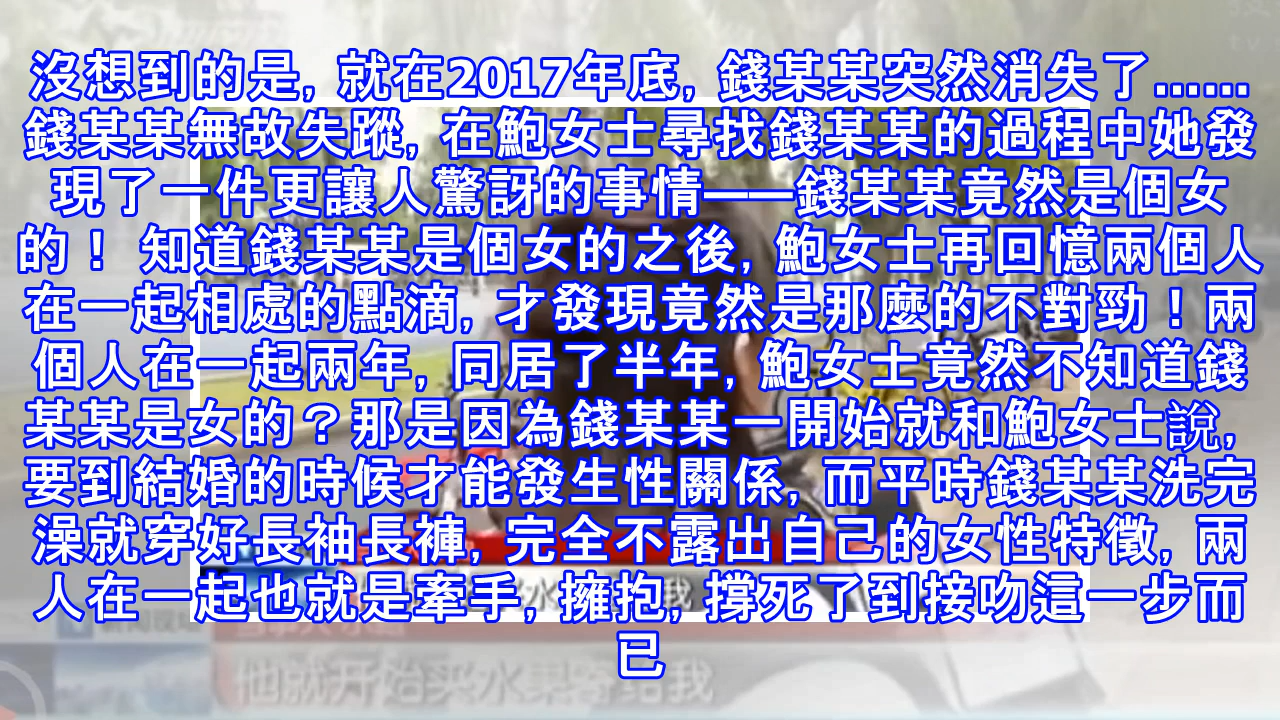 沒想到的是, 就在2017年底, 錢某某突然消失了......
錢某某無故失蹤, 在鮑女士尋找錢某某的過程中她發
現了一件更讓人驚訝的事情——錢某某竟然是個女
的! 知道錢某某是個女的之後, 鮑女士再回憶兩個人
在一起相處的點滴, 才發現竟然是那麼的不對勁! 兩
個人在一起兩年, 同居了半年, 鮑女士竟然不知道錢
某某是女的? 那是因為錢某某一開始就和鮑女士說,
要到結婚的時候才能發生性關係, 而平時錢某某洗完
澡就穿好長袖長褲, 完全不露出自己的女性特徵, 兩
人在一起也就是牽手, 擁抱, 撐死了到接吻這一步而
已
他就开始买水果寄给我